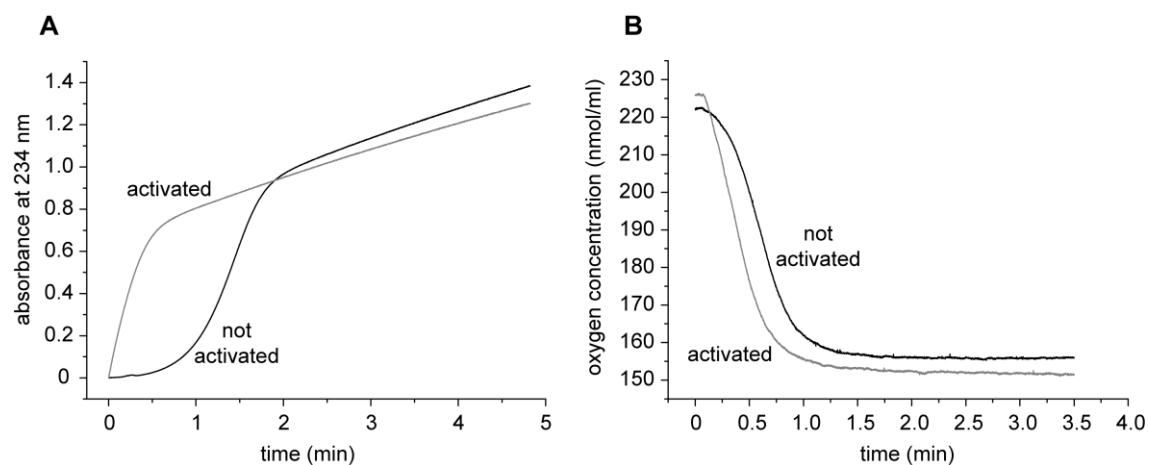 A
absorbance at 234 nm
1.4
1.2
1.0
0.8
0.6
0.4
0.2
0
activated
not
activated
0 1 2 3 4 5
time (min)
B
oxygen concentration (nmol/ml)
230
220
210
200
190
180
170
160
150
not
activated
activated
0 0.5 1.0 1.5 2.0 2.5 3.0 3.5 4.0
time (min)